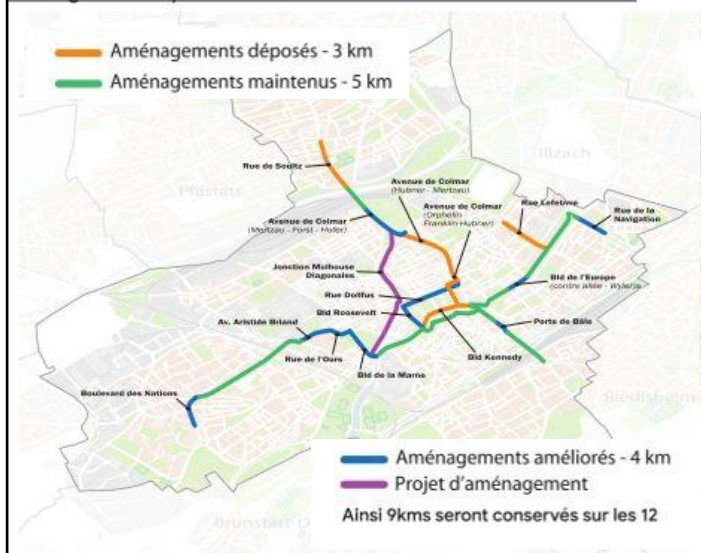 Aménagements déposés - 3 km
Aménagements maintenus - 5 km
Illzach
Pfastatt
Rue de Soultz
Avenue de Colmar
(Hubner - Mertzau)
Avenue de Colmar
(Orphelin
Franklin-Hubner)
Rue Lefebvre
Rue de la
Navigation
Avenue de Colmar
(Mertzau - Forst - Hofer)
Jonction Mulhouse
Diagonales
Bld de l'Europe
(contre allée - Wyler)
Rue Dollfus
Bld Roosevelt
Porte de Bâle
Av. Aristide Briand
Rue de l'Ours
Bld Kennedy
Bld de la Marne
Boulevard des Nations
Riedisheim
Aménagements améliorés - 4 km
Projet d'aménagement
Ainsi 9kms seront conservés sur les 12
Brunstatt-D